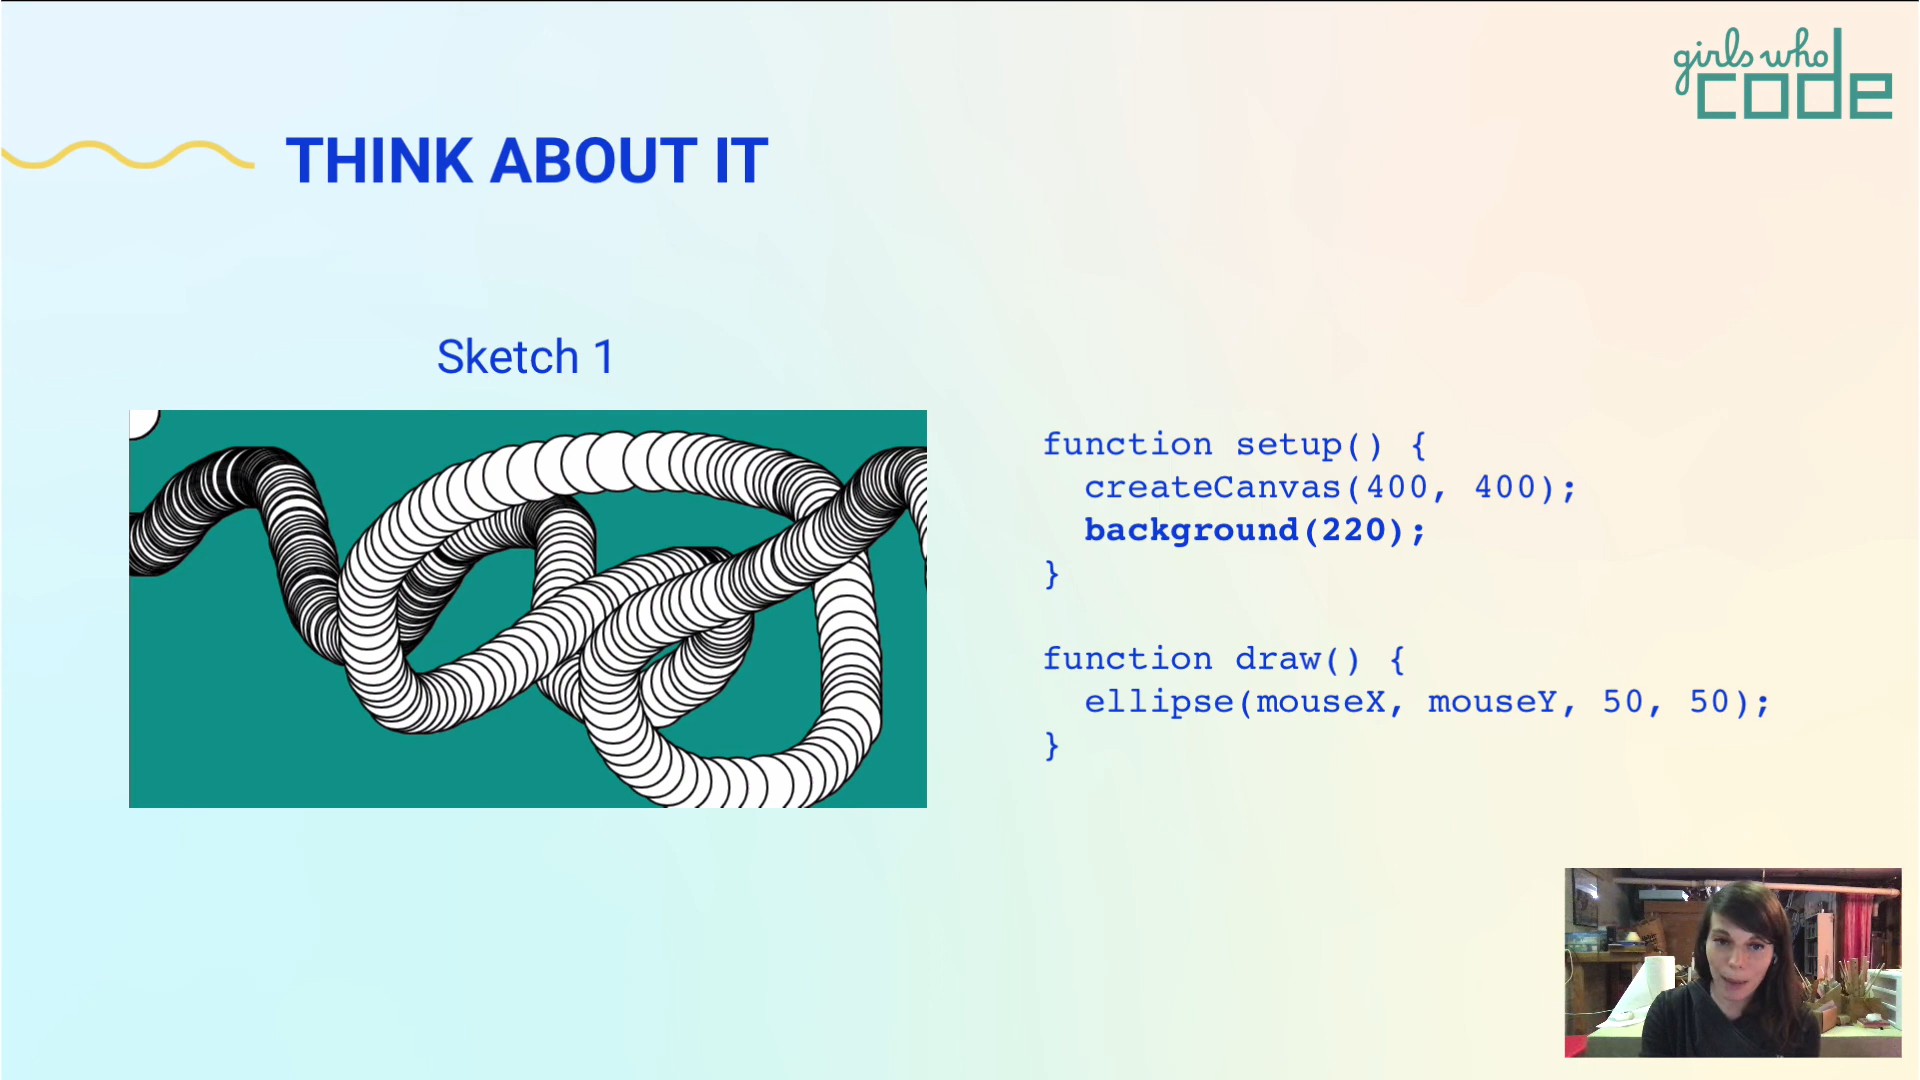 girls who
code
THINK ABOUT IT
Sketch 1
function setup() {
  createCanvas(400, 400);
  background(220);
}
function draw() {
  ellipse(mouseX, mouseY, 50, 50);
}